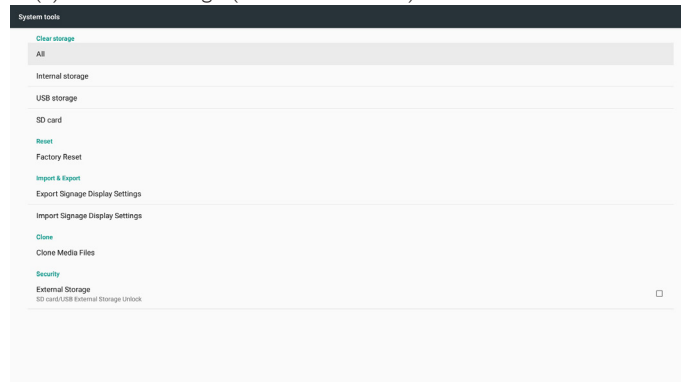 System tools
Clear storage
All
Internal storage
USB storage
SD card
Reset
Factory Reset
Import & Export
Export Signage Display Settings
Import Signage Display Settings
Clone
Clone Media Files
Security
External Storage
SD card/USB External Storage Unlock